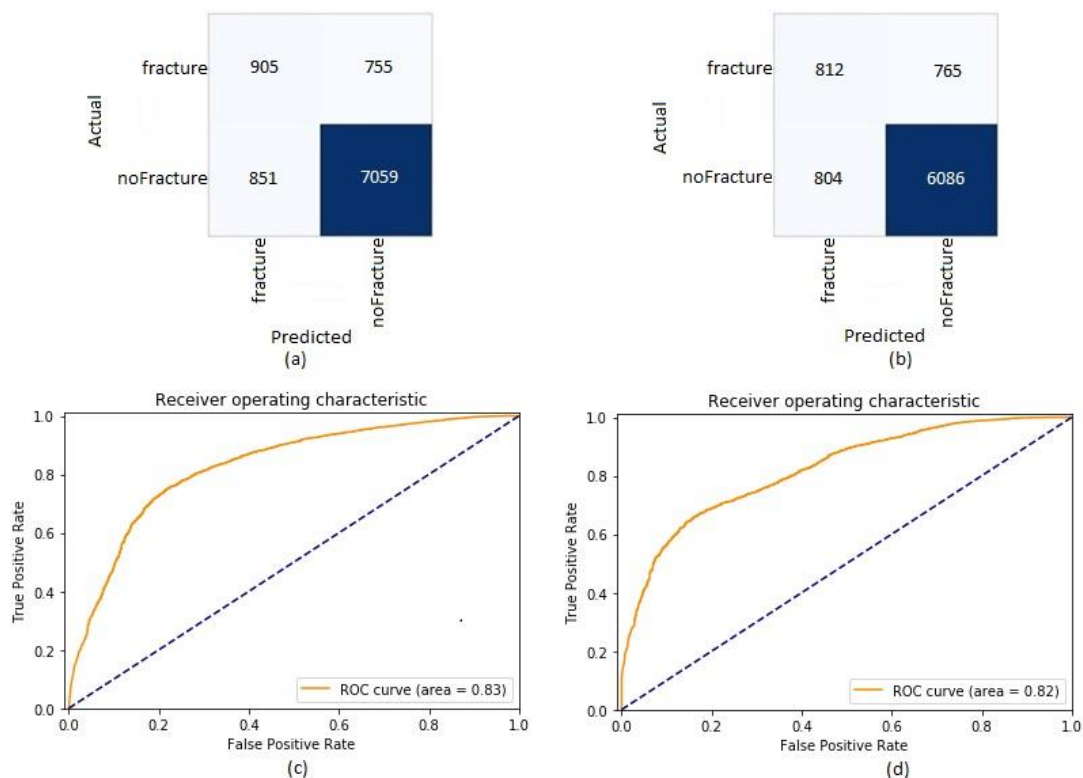 fracture
905
755
Actual
noFracture
851
7059
fracture
noFracture
Predicted
(a)
fracture
812
765
Actual
noFracture
804
6086
fracture
noFracture
Predicted
(b)
Receiver operating characteristic
1.0
0.8
0.6
0.4
0.2
0.0
True Positive Rate
ROC curve (area = 0.83)
0.0 0.2 0.4 0.6 0.8 1.0
False Positive Rate
(c)
Receiver operating characteristic
1.0
0.8
0.6
0.4
0.2
0.0
True Positive Rate
ROC curve (area = 0.82)
0.0 0.2 0.4 0.6 0.8 1.0
False Positive Rate
(d)